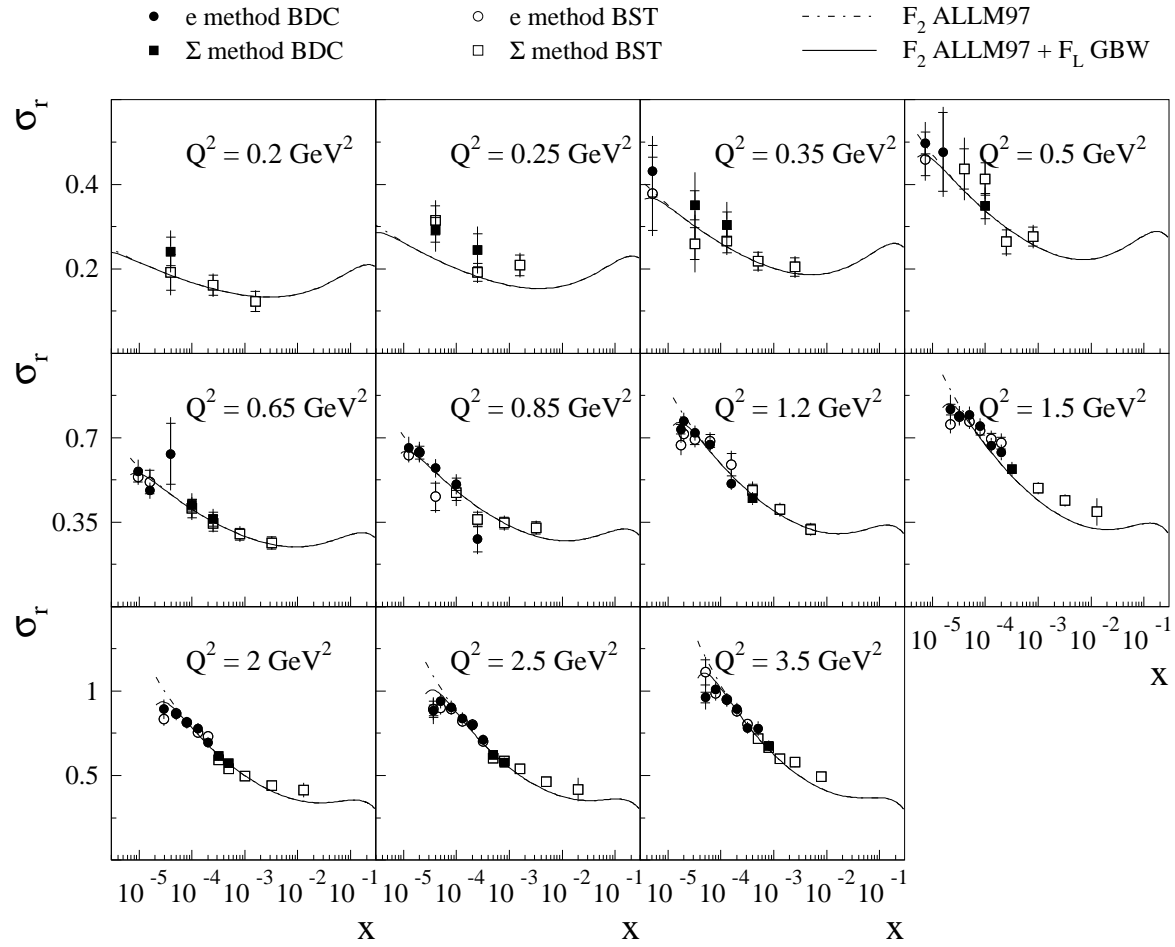 e method BDC e method BST F₂ ALLM97
Σ method BDC Σ method BST F₂ ALLM97 + F_L GBW
σ_r
Q² = 0.2 GeV² Q² = 0.25 GeV² Q² = 0.35 GeV² Q² = 0.5 GeV²
0.4
0.2
σ_r
Q² = 0.65 GeV² Q² = 0.85 GeV² Q² = 1.2 GeV² Q² = 1.5 GeV²
0.7
0.35
10⁻⁵ 10⁻⁴ 10⁻³ 10⁻² 10⁻¹
x
σ_r
Q² = 2 GeV² Q² = 2.5 GeV² Q² = 3.5 GeV²
1
0.5
10⁻⁵ 10⁻⁴ 10⁻³ 10⁻² 10⁻¹ 10⁻⁵ 10⁻⁴ 10⁻³ 10⁻² 10⁻¹ 10⁻⁵ 10⁻⁴ 10⁻³ 10⁻² 10⁻¹
x x x